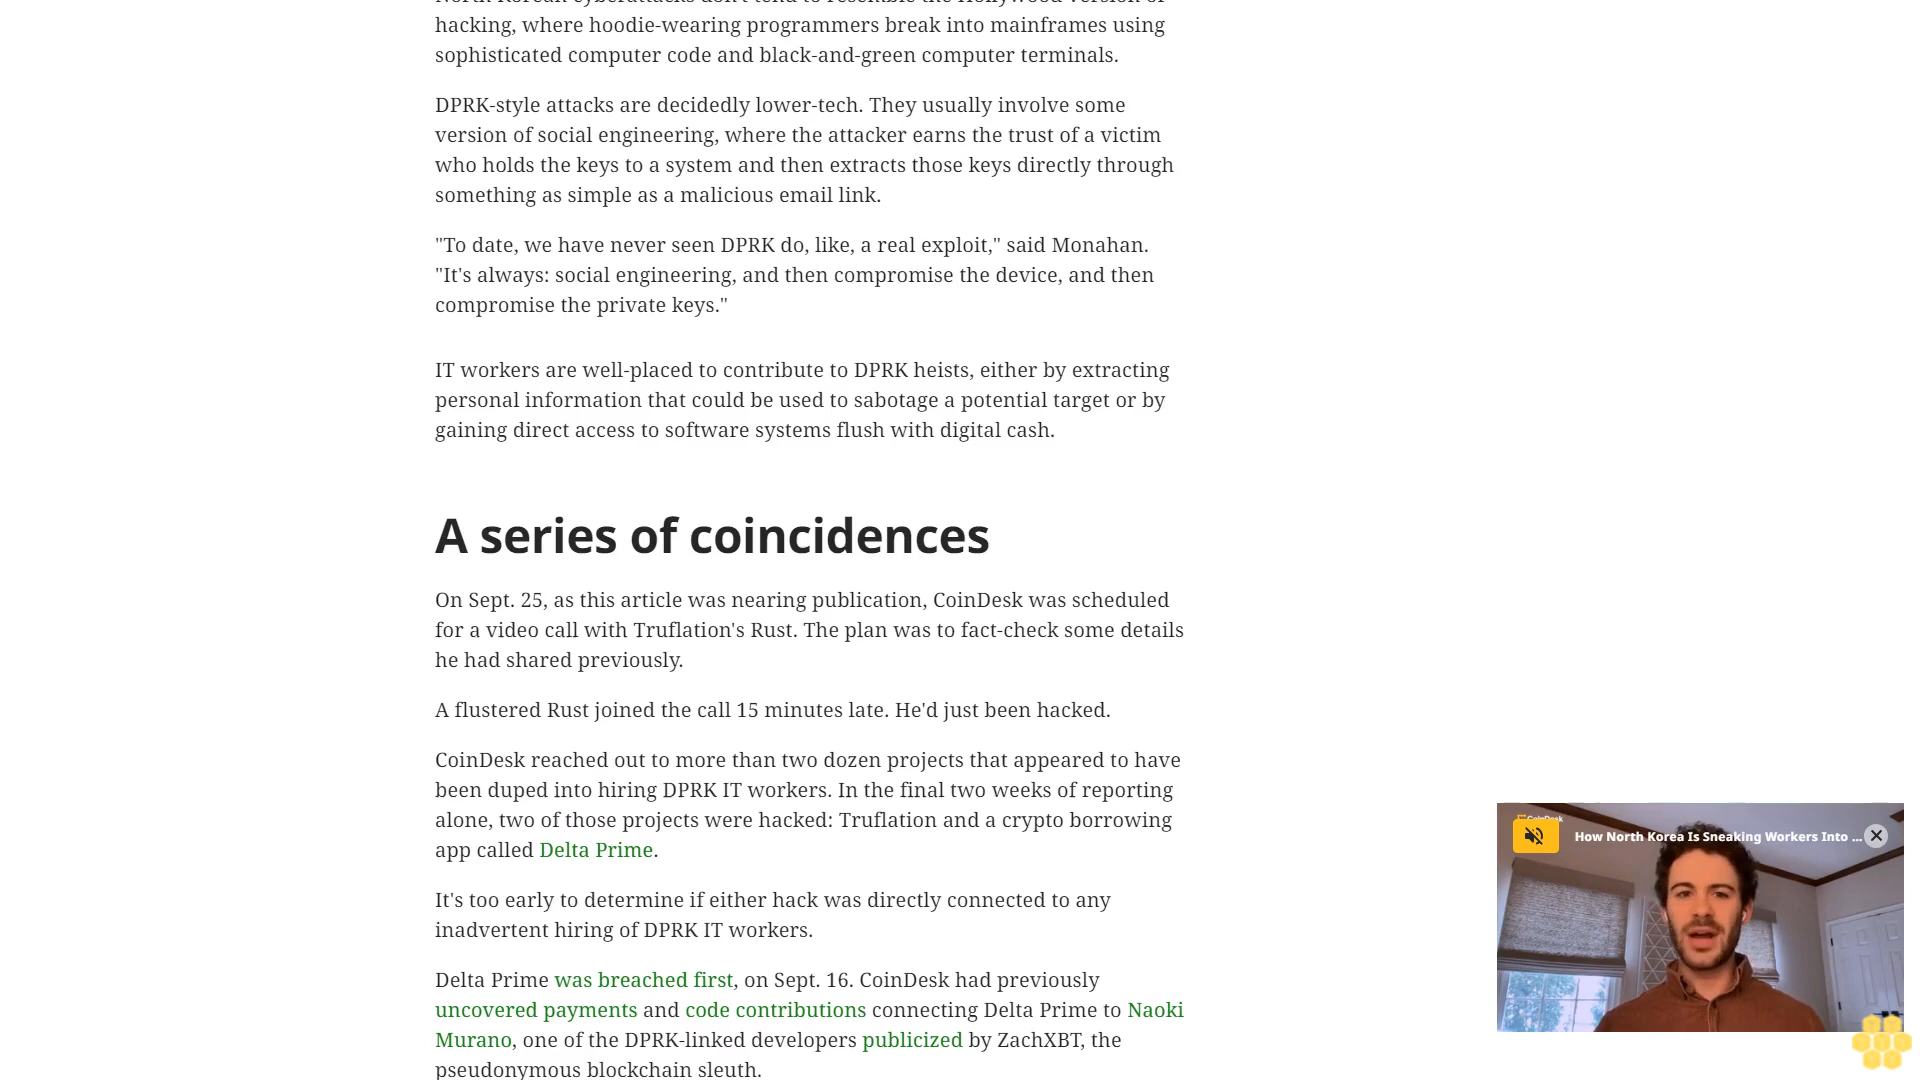 hacking, where hoodie-wearing programmers break into mainframes using
sophisticated computer code and black-and-green computer terminals.
DPRK-style attacks are decidedly lower-tech. They usually involve some
version of social engineering, where the attacker earns the trust of a victim
who holds the keys to a system and then extracts those keys directly through
something as simple as a malicious email link.
"To date, we have never seen DPRK do, like, a real exploit," said Monahan.
"It's always: social engineering, and then compromise the device, and then
compromise the private keys."
IT workers are well-placed to contribute to DPRK heists, either by extracting
personal information that could be used to sabotage a potential target or by
gaining direct access to software systems flush with digital cash.
A series of coincidences
On Sept. 25, as this article was nearing publication, CoinDesk was scheduled
for a video call with Truflation's Rust. The plan was to fact-check some details
he had shared previously.
A flustered Rust joined the call 15 minutes late. He'd just been hacked.
CoinDesk reached out to more than two dozen projects that appeared to have
been duped into hiring DPRK IT workers. In the final two weeks of reporting
alone, two of those projects were hacked: Truflation and a crypto borrowing
app called Delta Prime.
It's too early to determine if either hack was directly connected to any
inadvertent hiring of DPRK IT workers.
Delta Prime was breached first, on Sept. 16. CoinDesk had previously
uncovered payments and code contributions connecting Delta Prime to Naoki
Murano, one of the DPRK-linked developers publicized by ZachXBT, the
pseudonymous blockchain sleuth.
CoinDesk
How North Korea Is Sneaking Workers Into ...